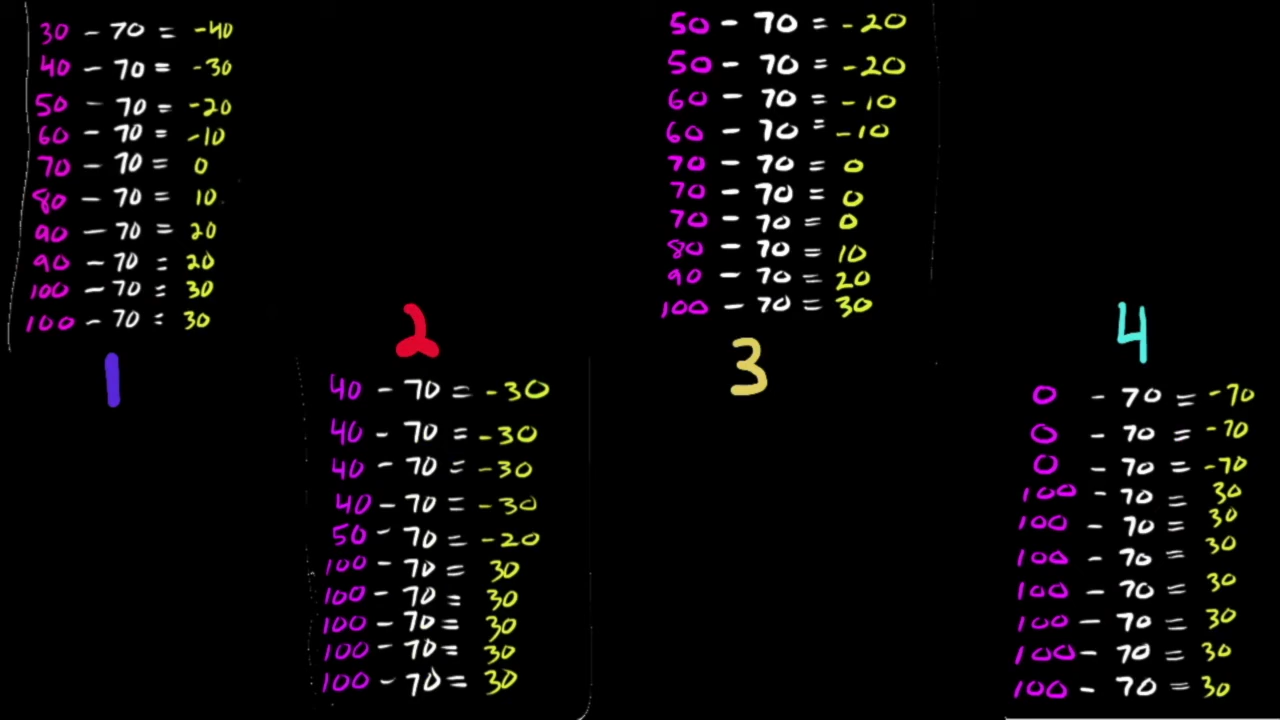 30 - 70 = -40
40 - 70 = -30
50 - 70 = -20
60 - 70 = -10
70 - 70 = 0
80 - 70 = 10
90 - 70 = 20
90 - 70 = 20
100 - 70 = 30
100 - 70 = 30
1
2
40 - 70 = -30
40 - 70 = -30
40 - 70 = -30
40 - 70 = -30
50 - 70 = -20
100 - 70 = 30
100 - 70 = 30
100 - 70 = 30
100 - 70 = 30
100 - 70 = 30
50 - 70 = -20
50 - 70 = -20
60 - 70 = -10
60 - 70 = -10
70 - 70 = 0
70 - 70 = 0
70 - 70 = 0
80 - 70 = 10
90 - 70 = 20
100 - 70 = 30
3
4
0 - 70 = -70
0 - 70 = -70
0 - 70 = -70
100 - 70 = 30
100 - 70 = 30
100 - 70 = 30
100 - 70 = 30
100 - 70 = 30
100 - 70 = 30
100 - 70 = 30